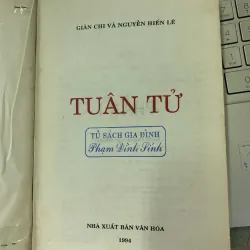 GIẢN CHI VÀ NGUYỄN HIẾN LÊ
TUÂN TỬ
TỦ SÁCH GIA ĐÌNH
Phạm Đình Sính
NHÀ XUẤT BẢN VĂN HÓA
1994